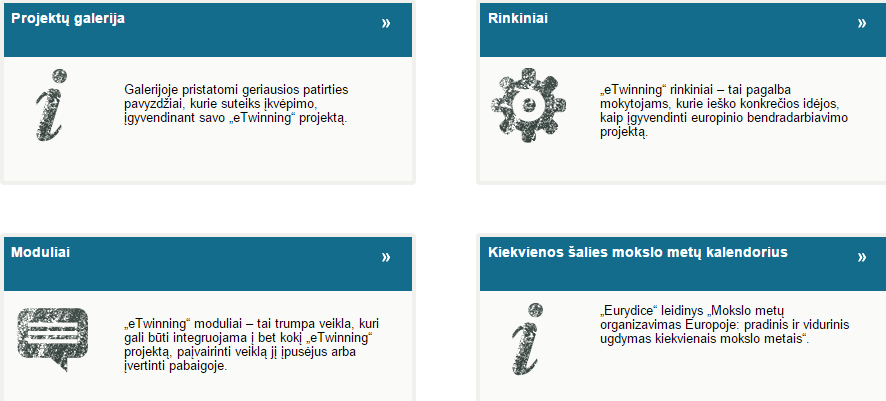 Projektų galerija »
Galerijoje pristatomi geriausios patirties
pavyzdžiai, kurie suteiks įkvėpimo,
įgyvendinant savo „eTwinning“ projektą.
Rinkiniai »
„eTwinning“ rinkiniai – tai pagalba
mokytojams, kurie ieško konkrečios idėjos,
kaip įgyvendinti europinio bendradarbiavimo
projektą.
Moduliai »
„eTwinning“ moduliai – tai trumpa veikla, kuri
gali būti integruojama į bet kokį „eTwinning“
projektą, paįvairinti veiklą jį įpusėjus arba
įvertinti pabaigoje.
Kiekvienos šalies mokslo metų kalendorius »
„Eurydice“ leidinys „Mokslo metų
organizavimas Europoje: pradinis ir vidurinis
ugdymas kiekvienais mokslo metais“.